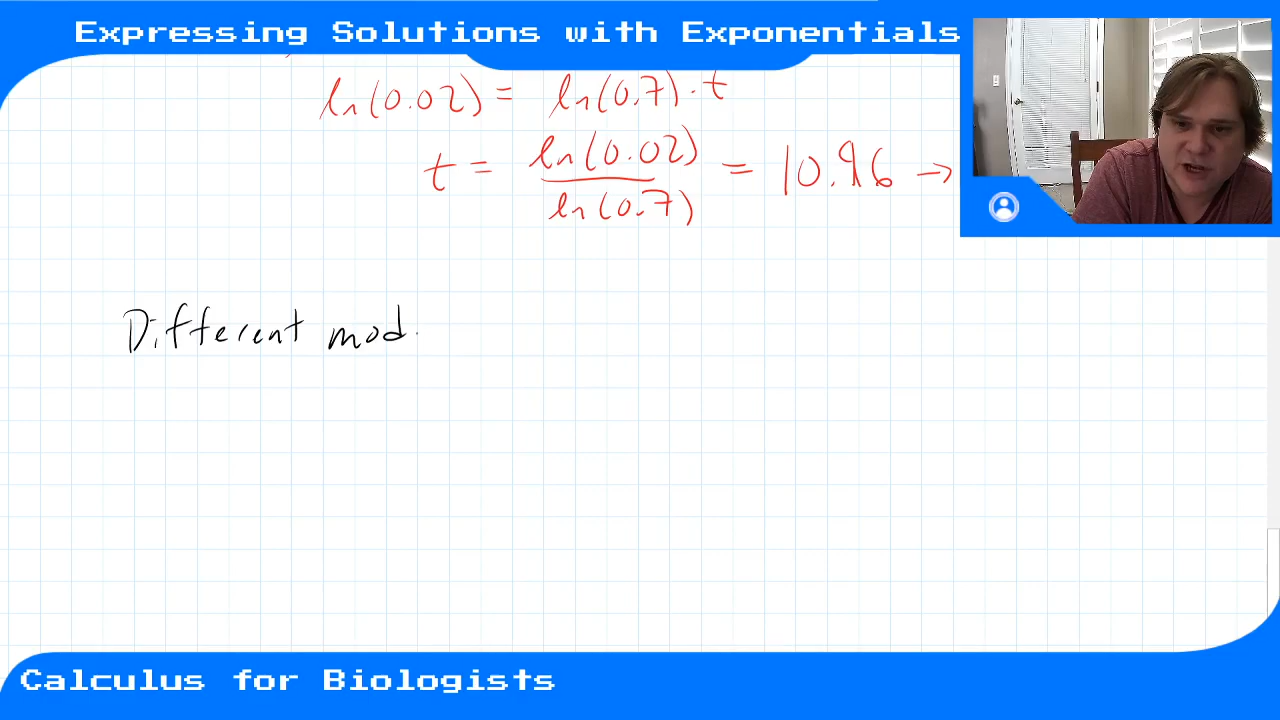 Expressing Solutions with Exponentials
ln(0.02) = ln(0.7) · t
t = ln(0.02) / ln(0.7) = 10.96 →
Different mod
Calculus for Biologists